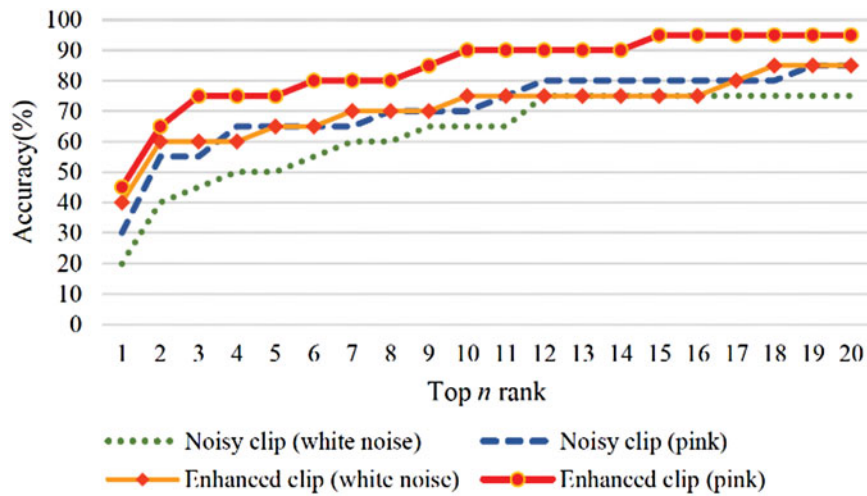 100
90
80
70
60
50
40
30
20
10
0
Accuracy(%)
1 2 3 4 5 6 7 8 9 10 11 12 13 14 15 16 17 18 19 20
Top n rank
Noisy clip (white noise) Noisy clip (pink)
Enhanced clip (white noise) Enhanced clip (pink)